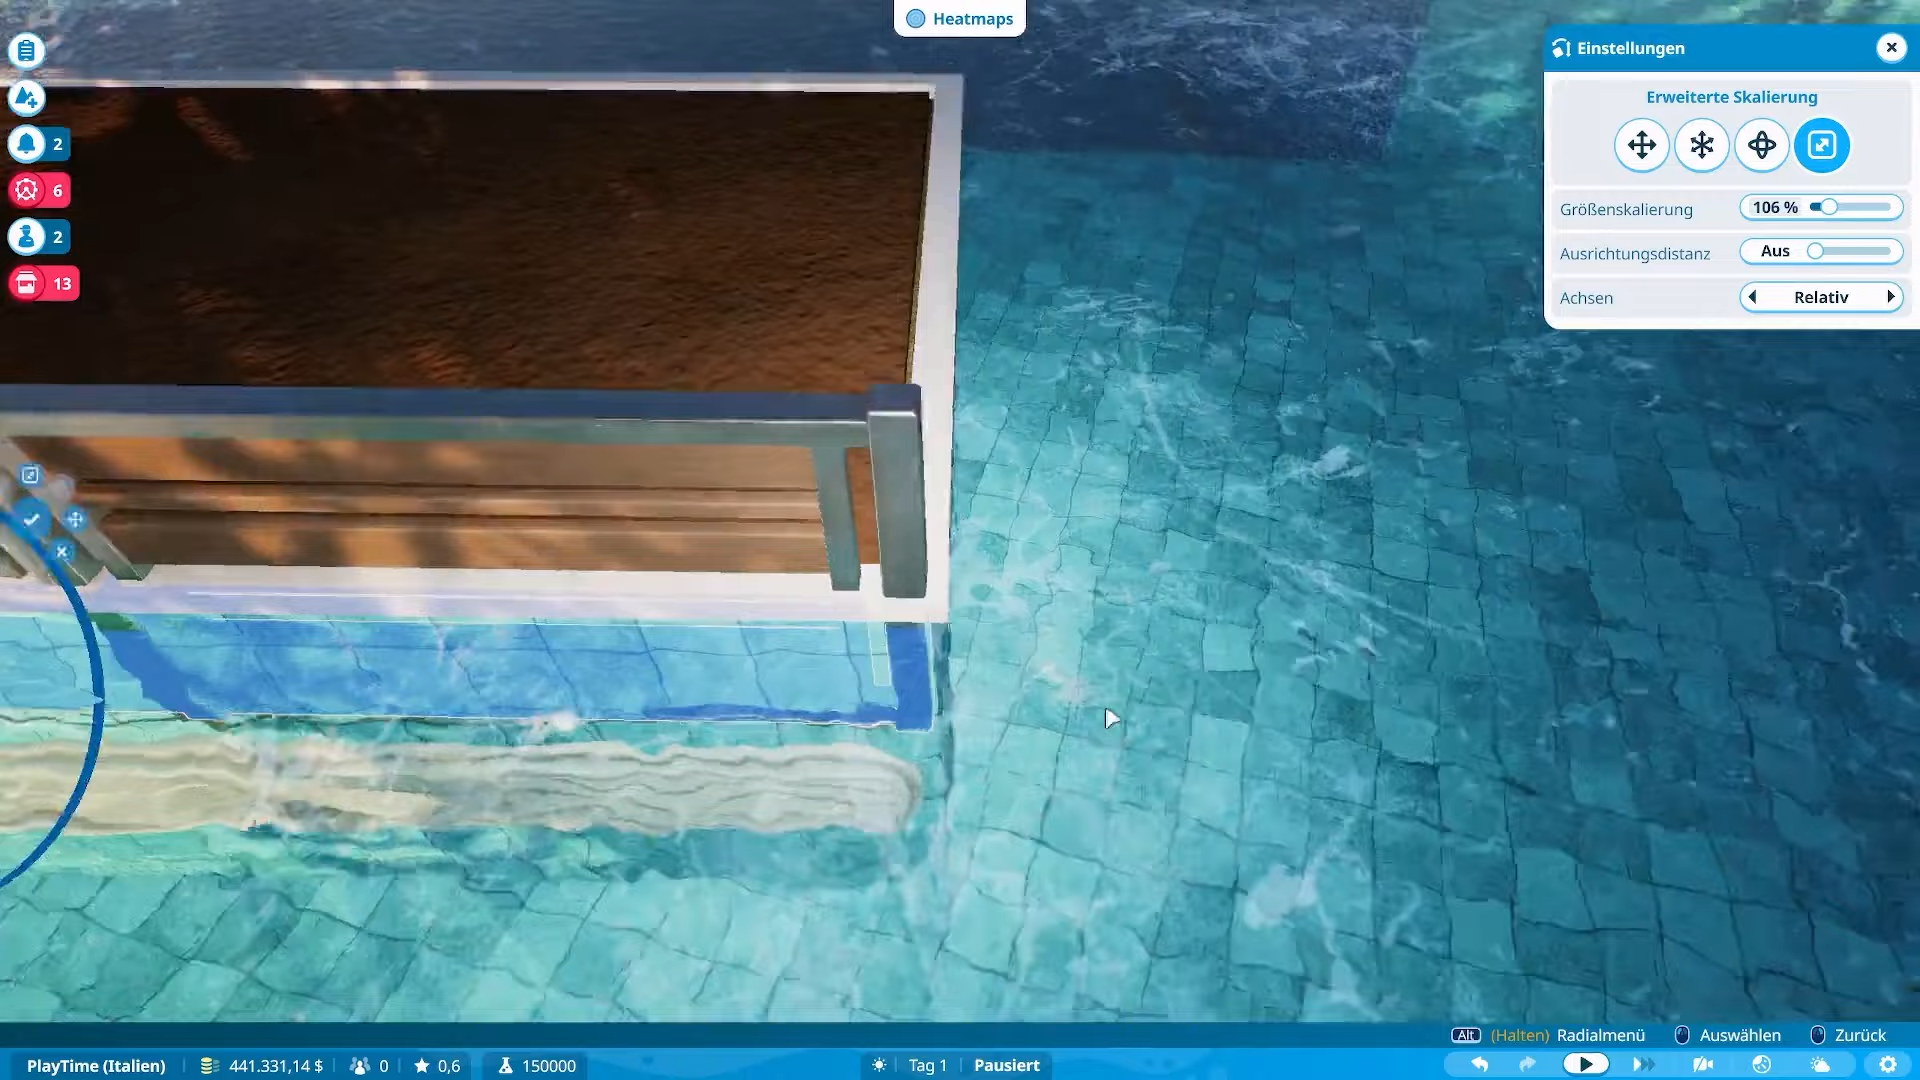 Heatmaps
Einstellungen
Erweiterte Skalierung
Größenskalierung
106 %
Ausrichtungsdistanz
Aus
Achsen
Relativ
2
6
2
13
Alt (Halten) Radialmenü Auswählen Zurück
PlayTime (Italien) 441.331,14 $ 0 0,6 150000 Tag 1 Pausiert